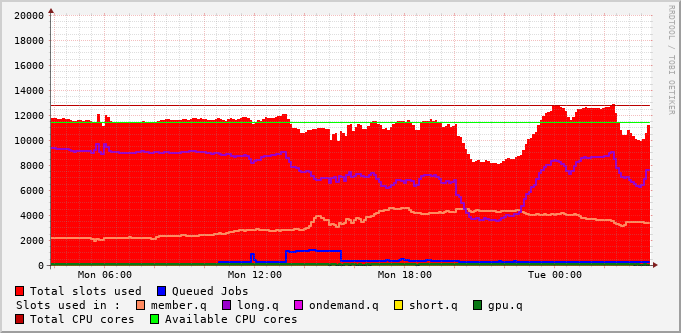 20000
18000
16000
14000
12000
10000
8000
6000
4000
2000
0
Mon 06:00 Mon 12:00 Mon 18:00 Tue 00:00
RRDTOOL / TOBI OETIKER
Total slots used Queued Jobs
Slots used in : member.q long.q ondemand.q short.q gpu.q
Total CPU cores Available CPU cores